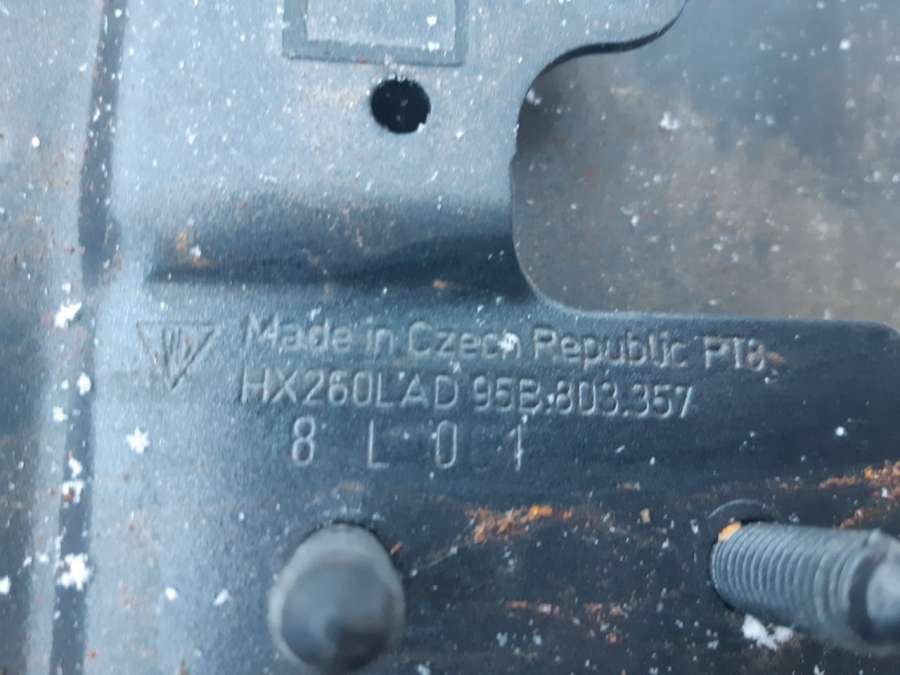 Made in Czech Republic PT8
HX260LAD 95B.803.357
8 L 0 1